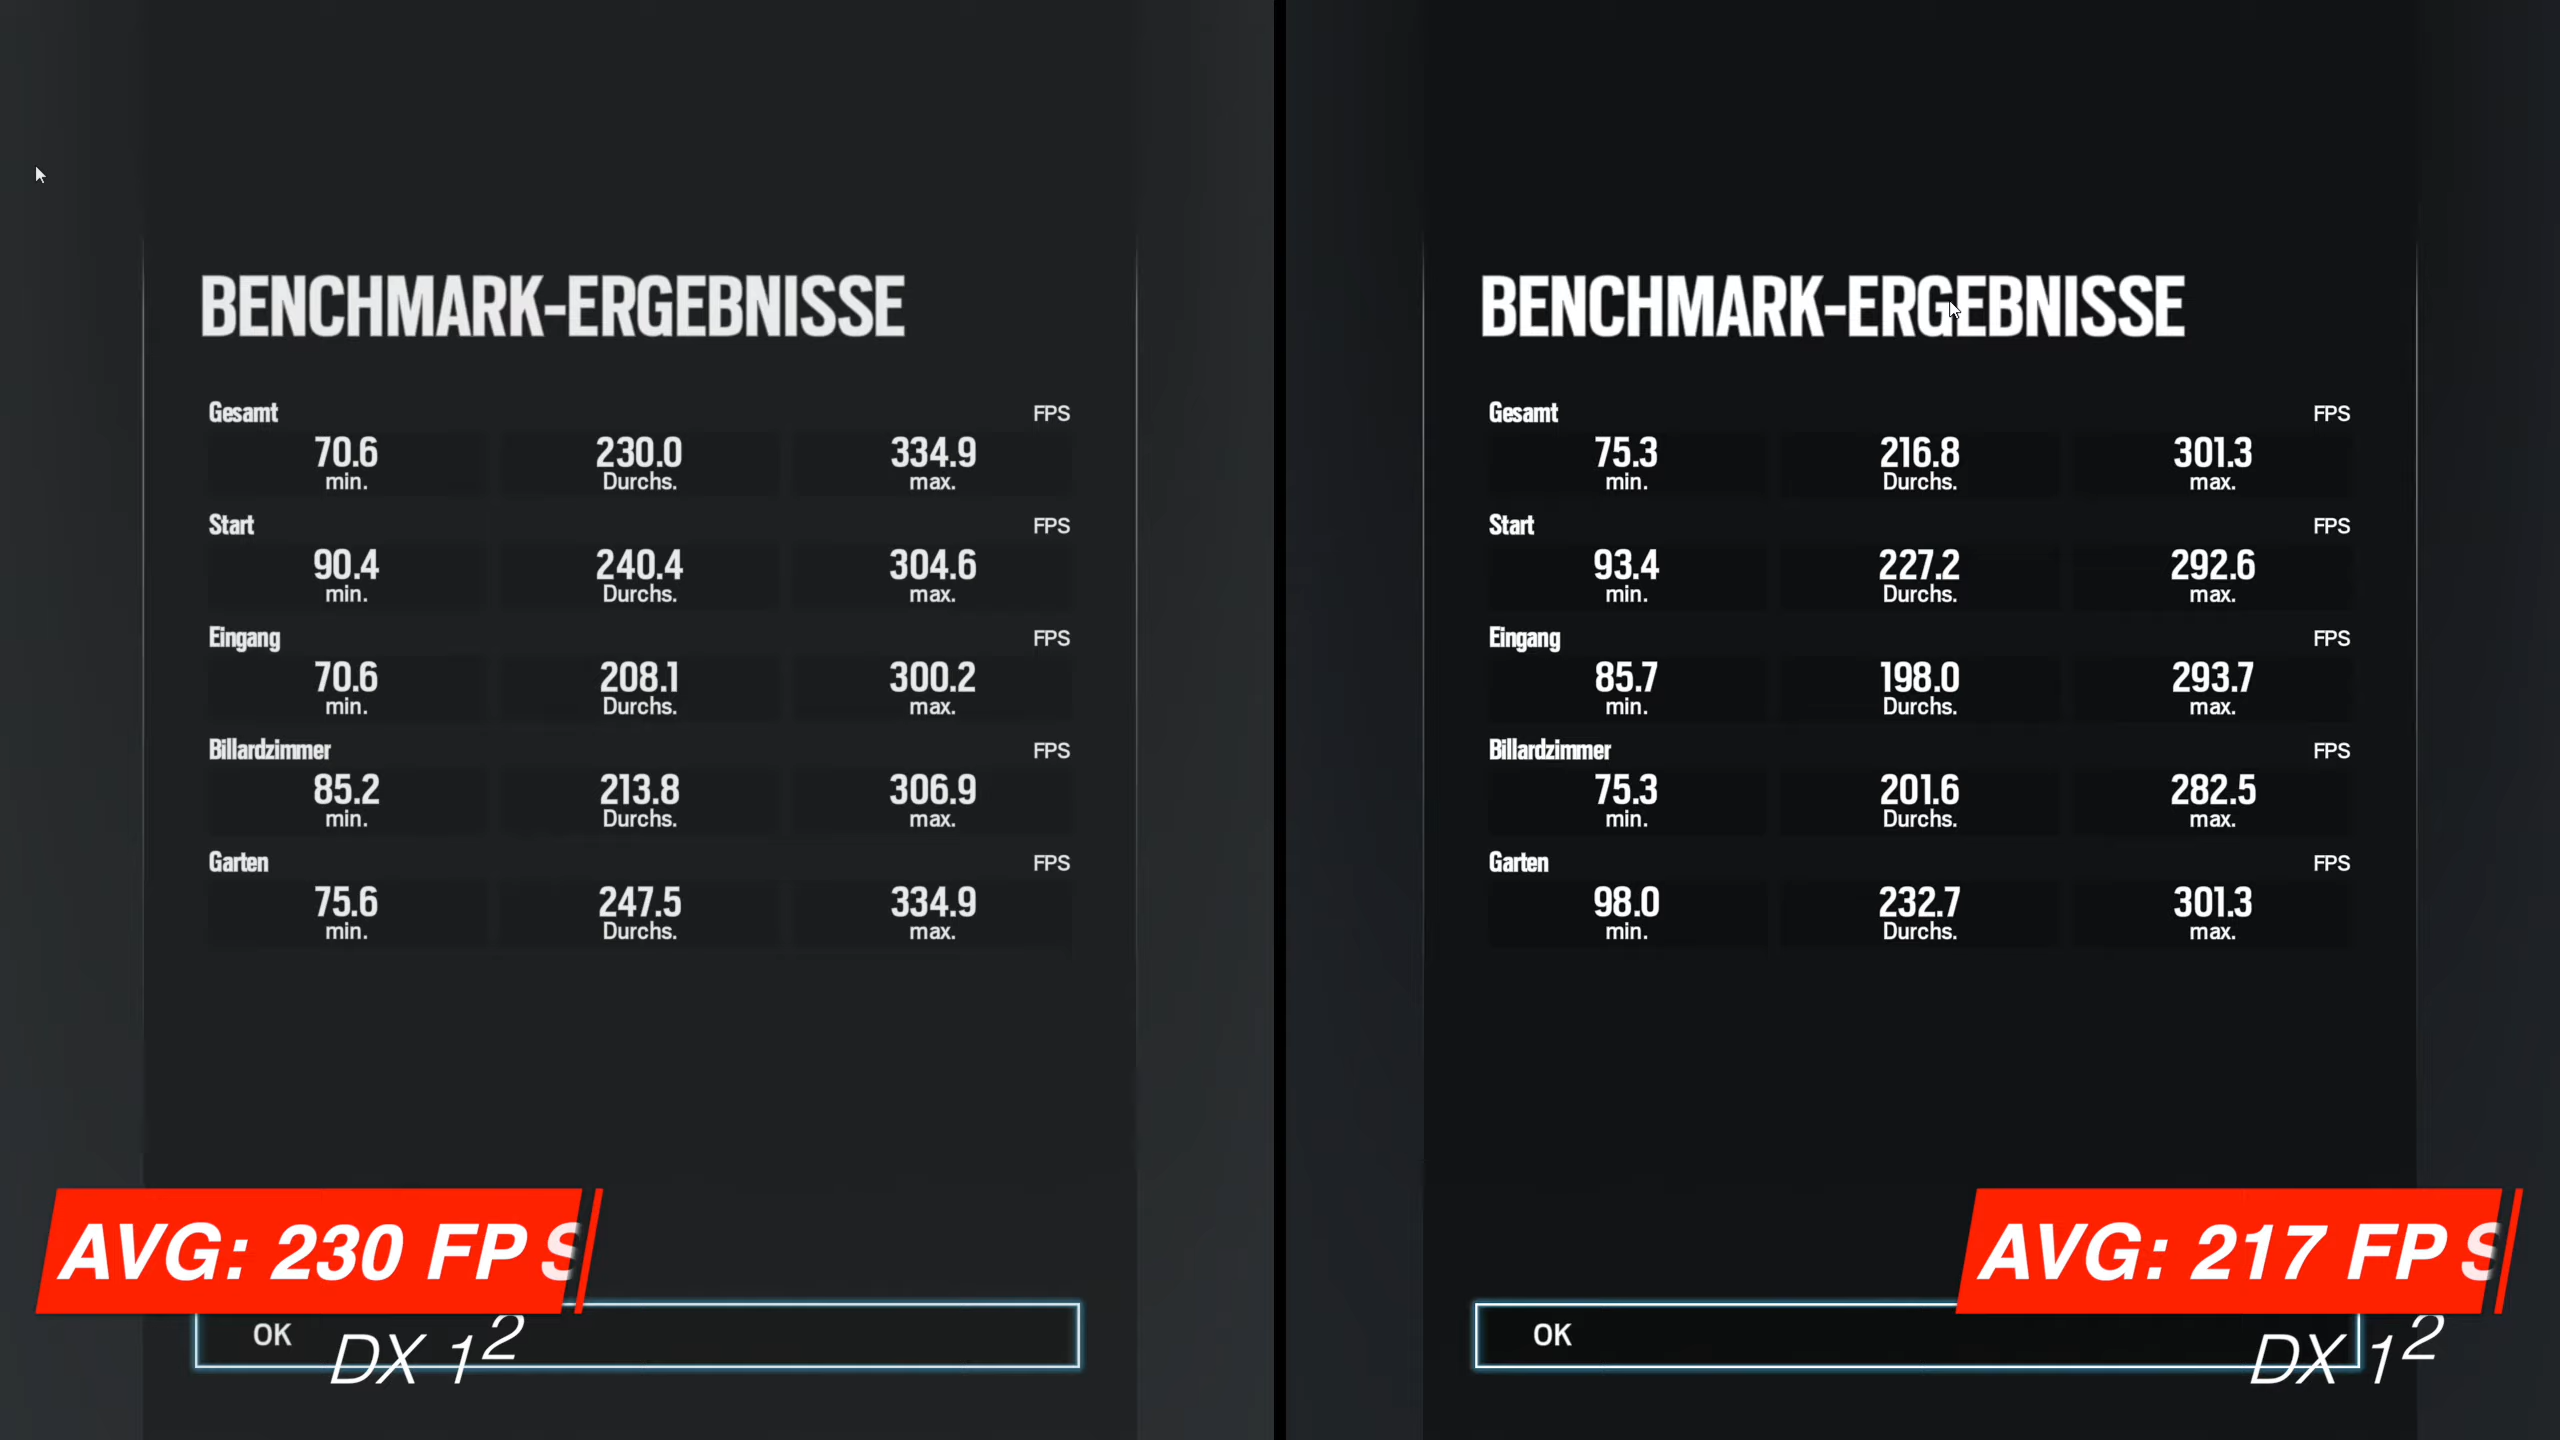 BENCHMARK-ERGEBNISSE
Gesamt FPS
70.6 230.0 334.9
min. Durchs. max.
Start FPS
90.4 240.4 304.6
min. Durchs. max.
Eingang FPS
70.6 208.1 300.2
min. Durchs. max.
Billardzimmer FPS
85.2 213.8 306.9
min. Durchs. max.
Garten FPS
75.6 247.5 334.9
min. Durchs. max.
AVG: 230 FPS
OK
DX 12
BENCHMARK-ERGEBNISSE
Gesamt FPS
75.3 216.8 301.3
min. Durchs. max.
Start FPS
93.4 227.2 292.6
min. Durchs. max.
Eingang FPS
85.7 198.0 293.7
min. Durchs. max.
Billardzimmer FPS
75.3 201.6 282.5
min. Durchs. max.
Garten FPS
98.0 232.7 301.3
min. Durchs. max.
AVG: 217 FPS
OK
DX 12